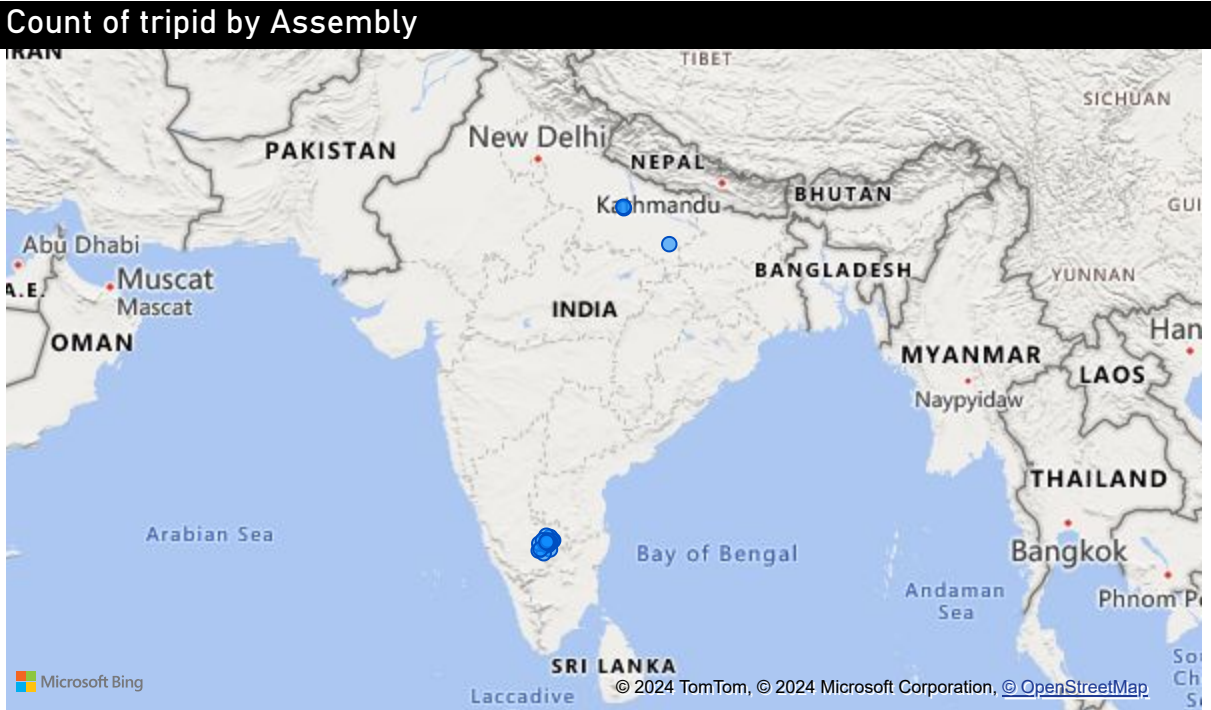 Count of tripid by Assembly
IRAN
TIBET
SICHUAN
PAKISTAN
New Delhi
NEPAL
BHUTAN
Kathmandu
GUI
Abu Dhabi
A.E.
Muscat
Mascat
BANGLADESH
YUNNAN
INDIA
OMAN
Han
MYANMAR
LAOS
Naypyidaw
THAILAND
Arabian Sea
Bay of Bengal
Bangkok
Andaman
Sea
Phnom Pe
SRI LANKA
Sou
Ch
S
Microsoft Bing
Laccadive
© 2024 TomTom, © 2024 Microsoft Corporation, © OpenStreetMap